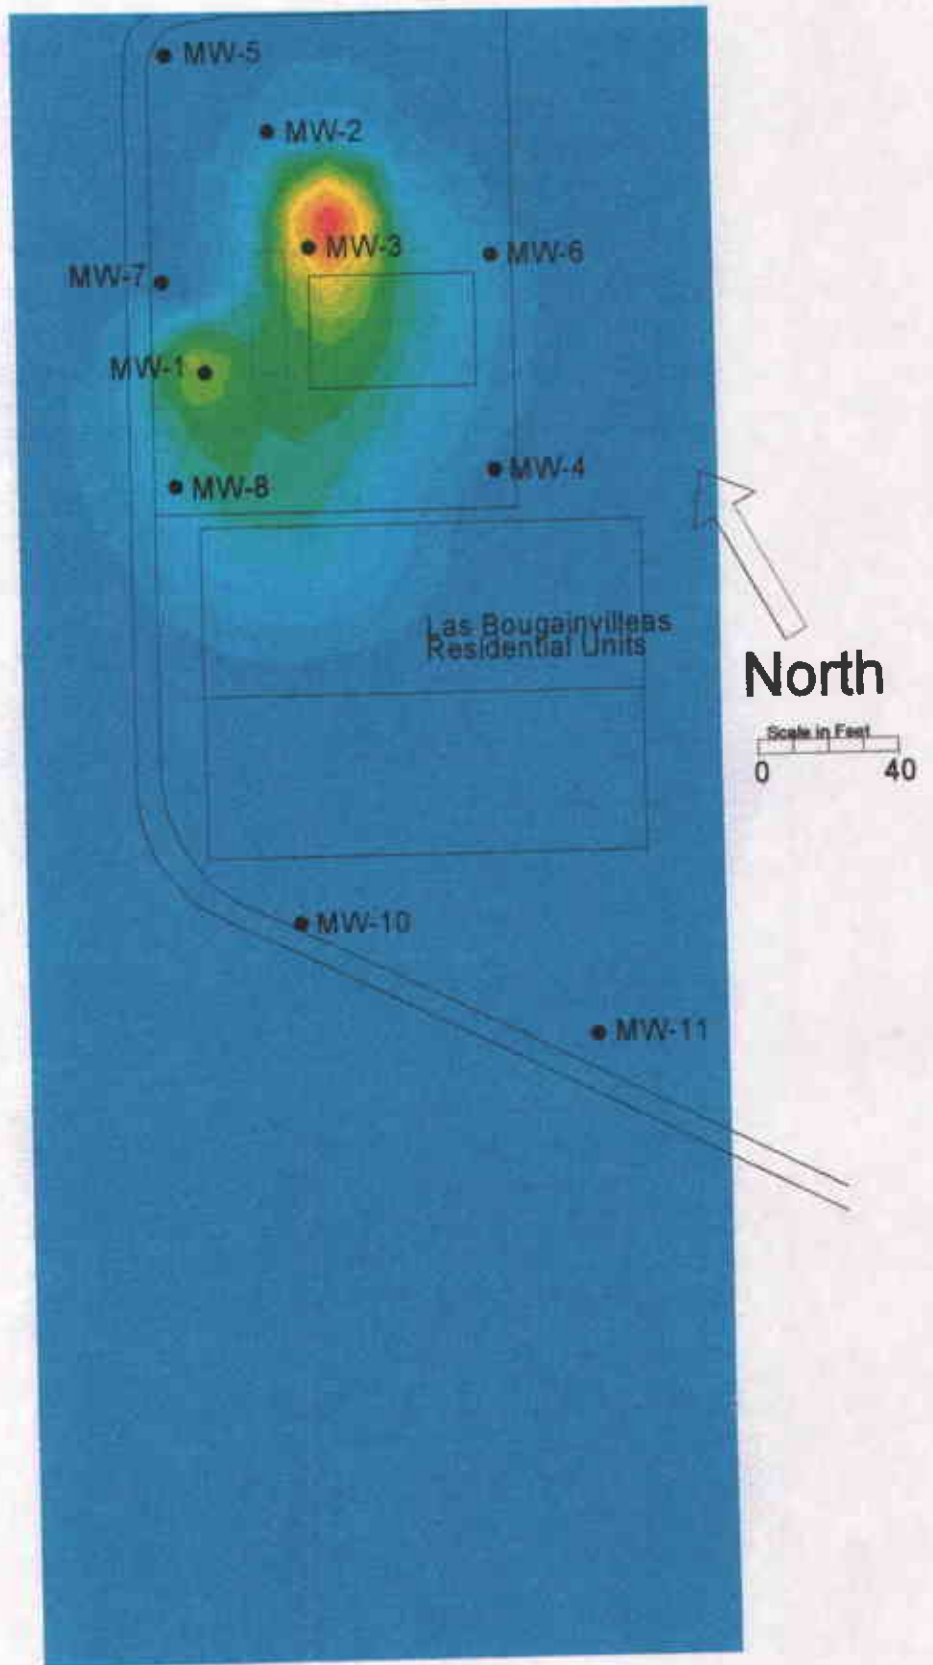 MW-5
MW-2
MW-3
MW-6
MW-7
MW-1
MW-4
MW-8
Las Bougainvilleas
Residential Units
North
Scale in Feet
0 40
MW-10
MW-11